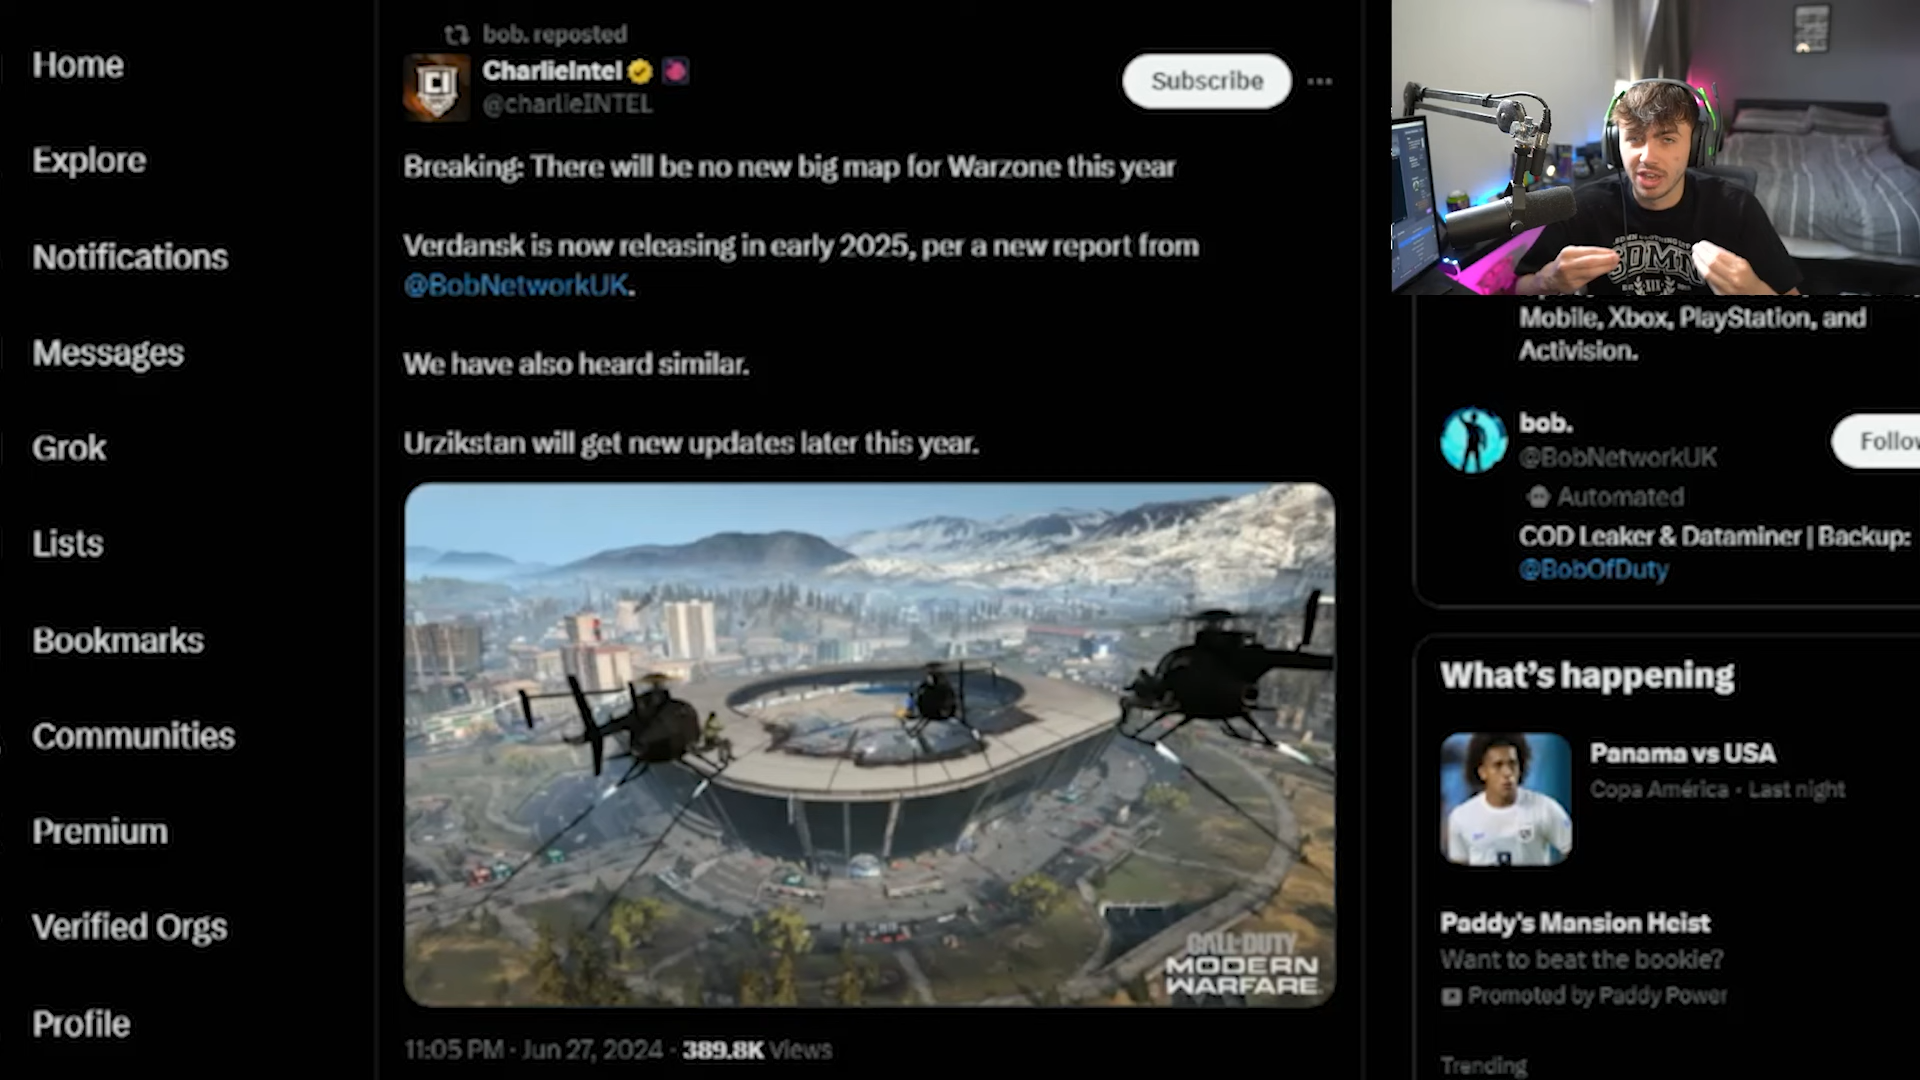 Home
Explore
Notifications
Messages
Grok
Lists
Bookmarks
Communities
Premium
Verified Orgs
Profile
bob. reposted
CharlieIntel
@charlieINTEL
Subscribe
Breaking: There will be no new big map for Warzone this year
Verdansk is now releasing in early 2025, per a new report from
@BobNetworkUK.
We have also heard similar.
Urzikstan will get new updates later this year.
CALL OF DUTY
MODERN
WARFARE
11:05 PM · Jun 27, 2024 · 389.8K Views
SDMN
XIX
Mobile, Xbox, PlayStation, and
Activision.
bob.
@BobNetworkUK
Follow
Automated
COD Leaker & Dataminer | Backup:
@BobOfDuty
What's happening
Panama vs USA
Copa América · Last night
Paddy's Mansion Heist
Want to beat the bookie?
Promoted by Paddy Power
Trending